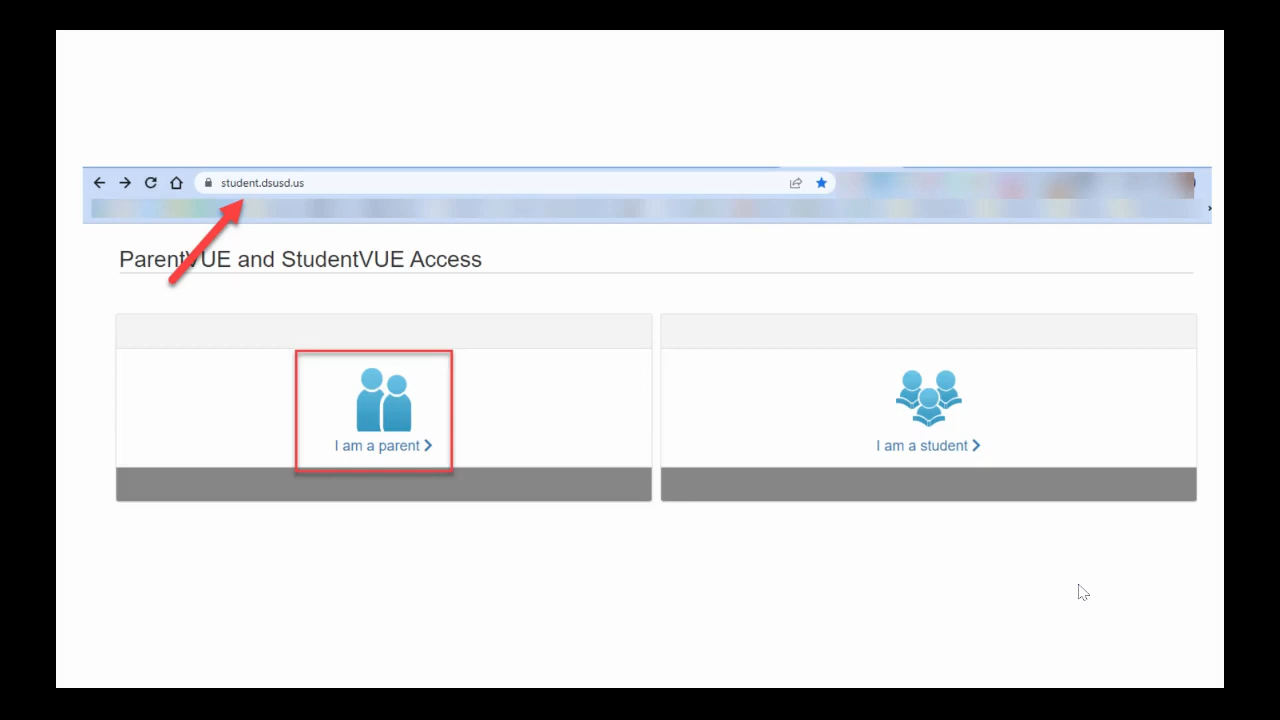 student.dsusd.us
ParentVUE and StudentVUE Access
I am a parent
I am a student